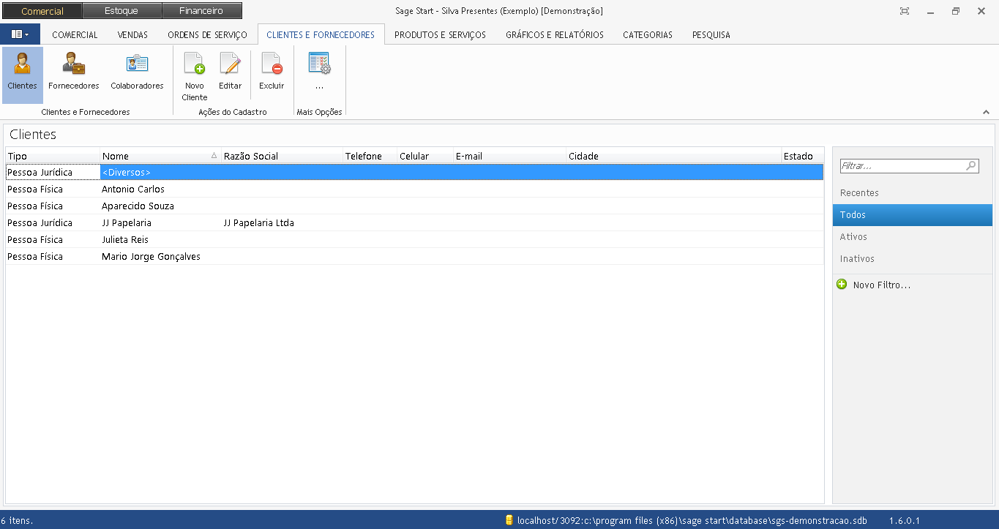 Comercial Estoque Financeiro Sage Start - Silva Presentes (Exemplo) [Demonstração]
COMERCIAL VENDAS ORDENS DE SERVIÇO CLIENTES E FORNECEDORES PRODUTOS E SERVIÇOS GRÁFICOS E RELATÓRIOS CATEGORIAS PESQUISA
Clientes Fornecedores Colaboradores Novo Cliente Editar Excluir ...
Clientes e Fornecedores Ações do Cadastro Mais Opções
Clientes
Tipo Nome Razão Social Telefone Celular E-mail Cidade Estado
Pessoa Jurídica <Diversos>
Pessoa Física Antonio Carlos
Pessoa Física Aparecido Souza
Pessoa Jurídica JJ Papelaria JJ Papelaria Ltda
Pessoa Física Julieta Reis
Pessoa Física Mario Jorge Gonçalves
Filtrar...
Recentes
Todos
Ativos
Inativos
Novo Filtro...
6 itens. localhost/3092:c:\program files (x86)\sage start\database\sgs-demonstracao.sdb 1.6.0.1